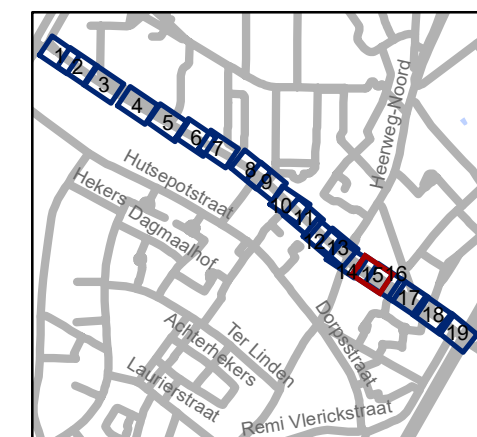 1
2
3
4
5
6
7
8
9
10
11
12
13
14
15
16
17
18
19
Heerweg-Noord
Hutsepotstraat
Hekers
Dagmaalhof
Achterhekers
Ter Linden
Laurierstraat
Dorpsstraat
Remi Vlerickstraat